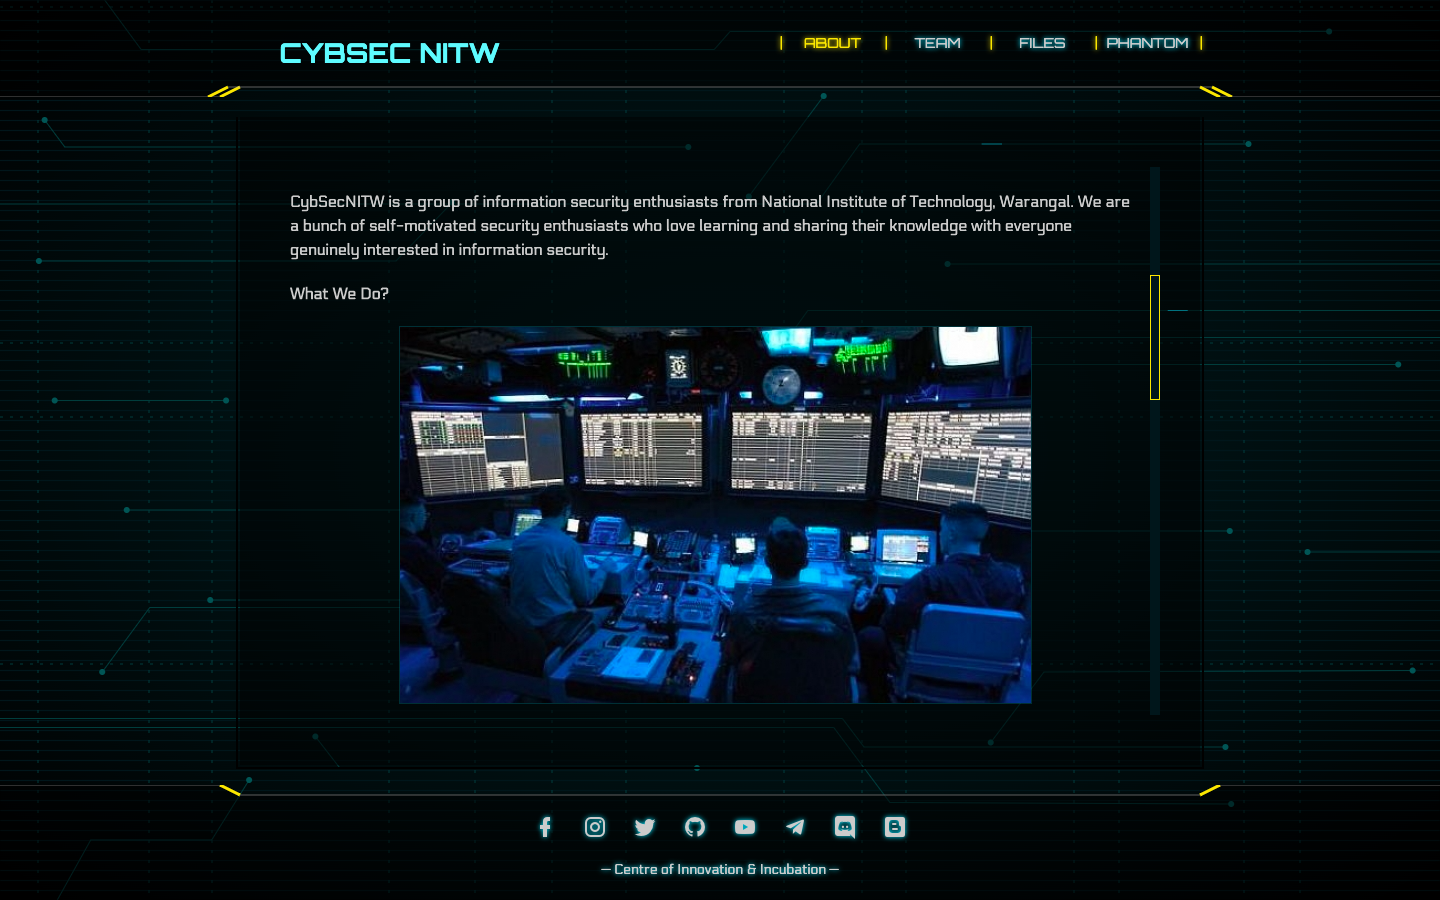 CYBSEC NITW
ABOUT
TEAM
FILES
PHANTOM
CybSecNITW is a group of information security enthusiasts from National Institute of Technology, Warangal. We are
a bunch of self-motivated security enthusiasts who love learning and sharing their knowledge with everyone
genuinely interested in information security.
What We Do?
— Centre of Innovation & Incubation —